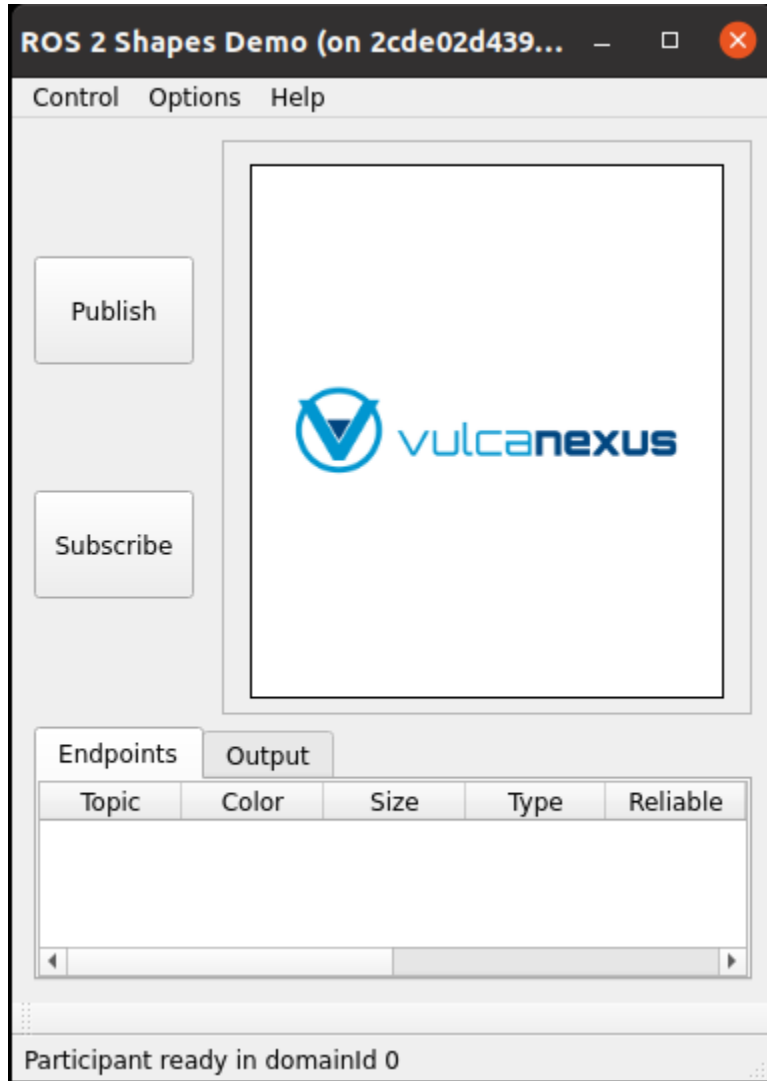 ROS 2 Shapes Demo (on 2cde02d439...
Control Options Help
Publish
vulcanexus
Subscribe
Endpoints Output
Topic Color Size Type Reliable
Participant ready in domainId 0